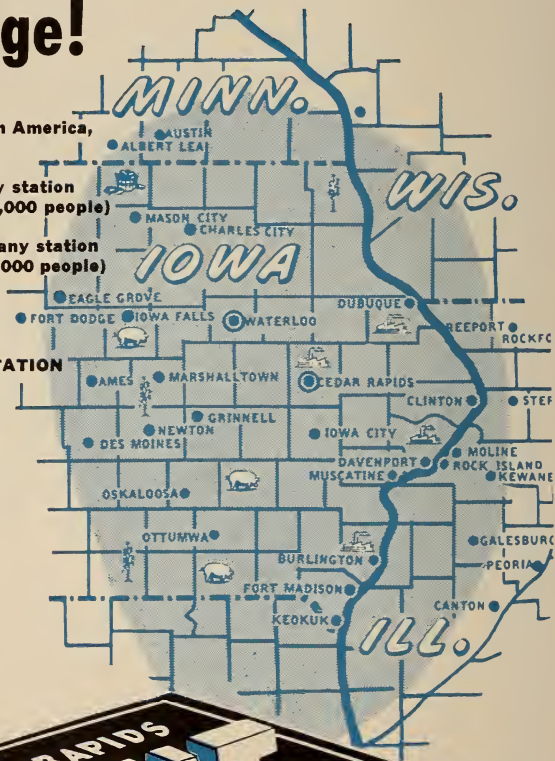 ge!
n America,
y station
,000 people)
any station
000 people)
TATION
MINN.
AUSTIN
ALBERT LEA
WIS.
MASON CITY
CHARLES CITY
IOWA
EAGLE GROVE
DUBUQUE
FORT DODGE
IOWA FALLS
WATERLOO
REEPORT
ROCKFO
AMES
MARSHALLTOWN
CEDAR RAPIDS
CLINTON
STER
GRINNELL
NEWTON
IOWA CITY
DES MOINES
MOLINE
DAVENPORT
ROCK ISLAND
MUSCATINE
KEWANE
OSKALOOSA
OTTUMWA
GALESBURG
BURLINGTON
PEORIA
FORT MADISON
CANTON
KEOKUK
ILL.
RAPIDS